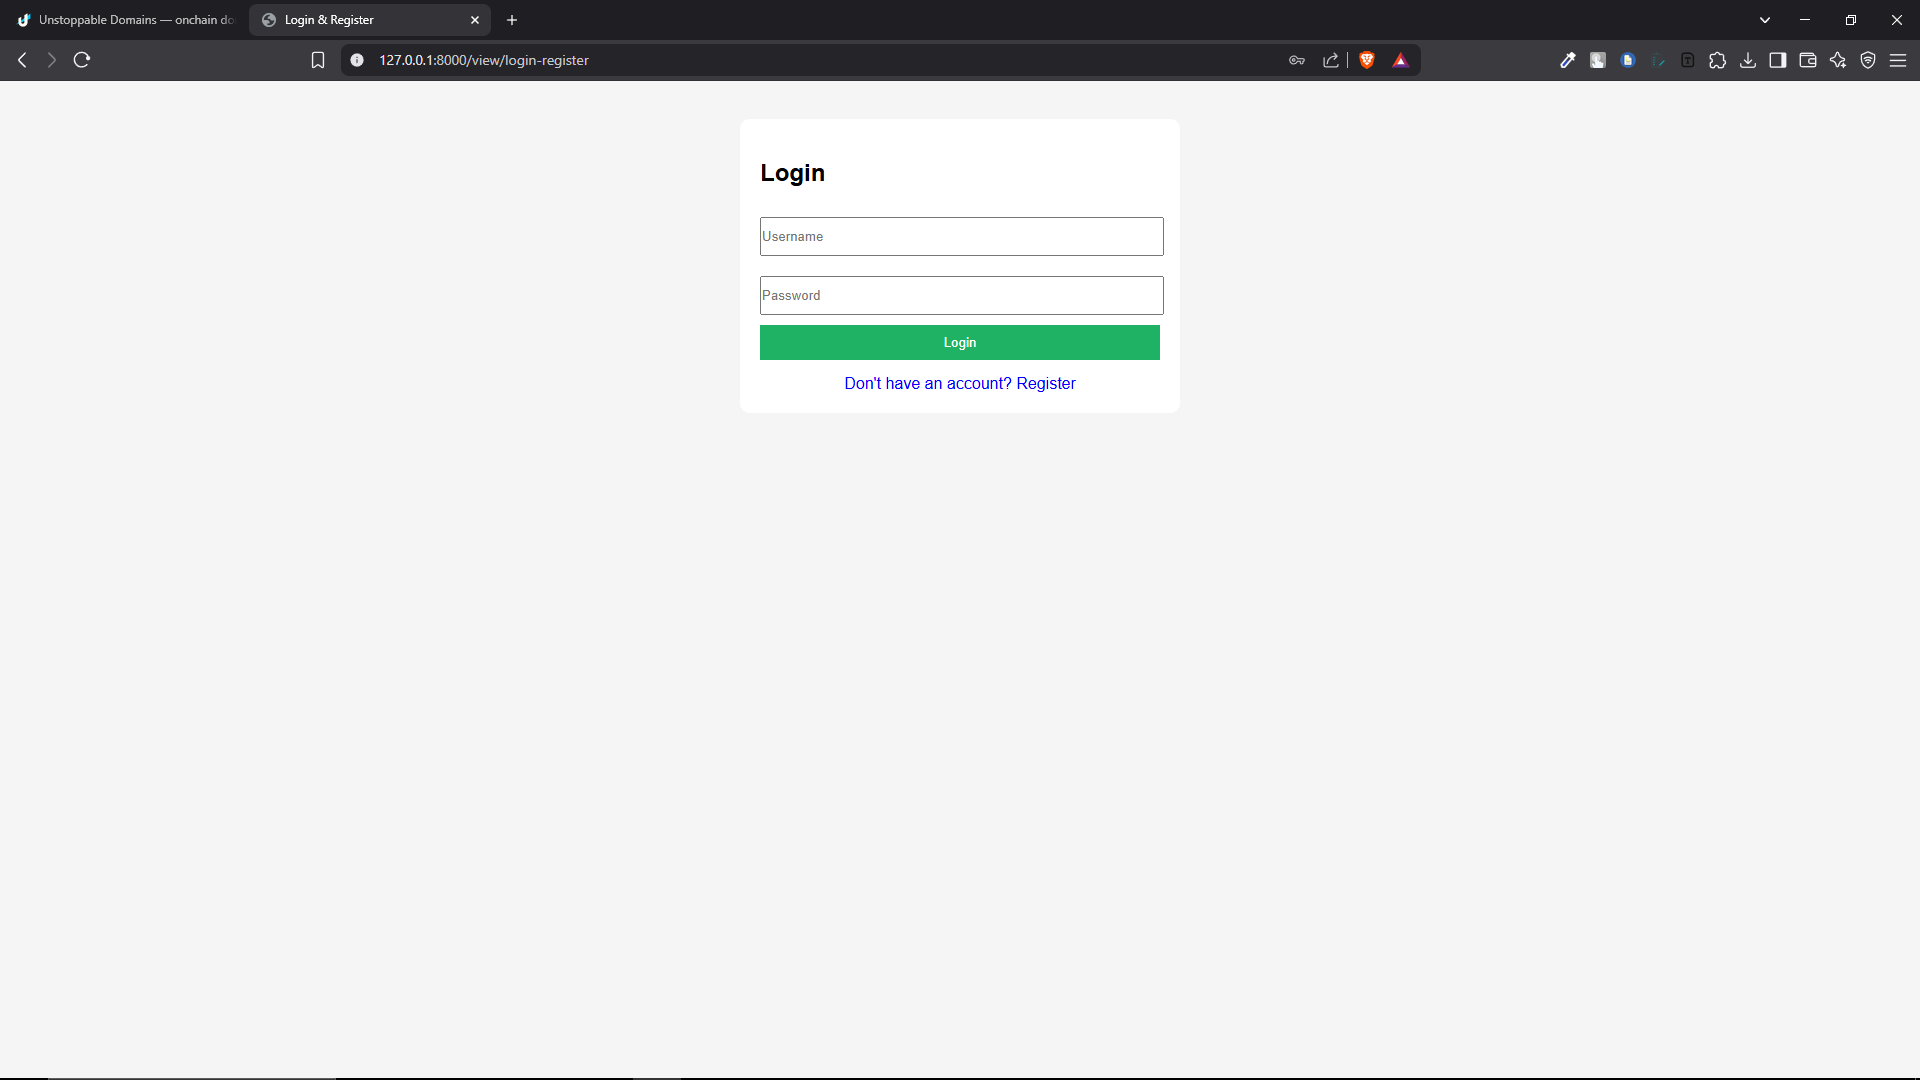 Unstoppable Domains — onchain do
Login & Register
127.0.0.1:8000/view/login-register
Login
Username
Password
Login
Don't have an account? Register